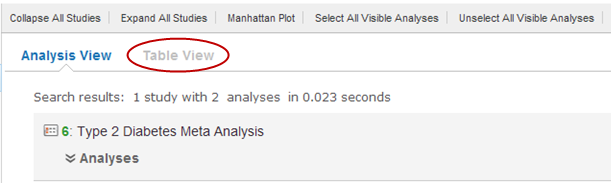 Collapse All Studies Expand All Studies Manhattan Plot Select All Visible Analyses Unselect All Visible Analyses
Analysis View Table View
Search results: 1 study with 2 analyses in 0.023 seconds
6: Type 2 Diabetes Meta Analysis
Analyses